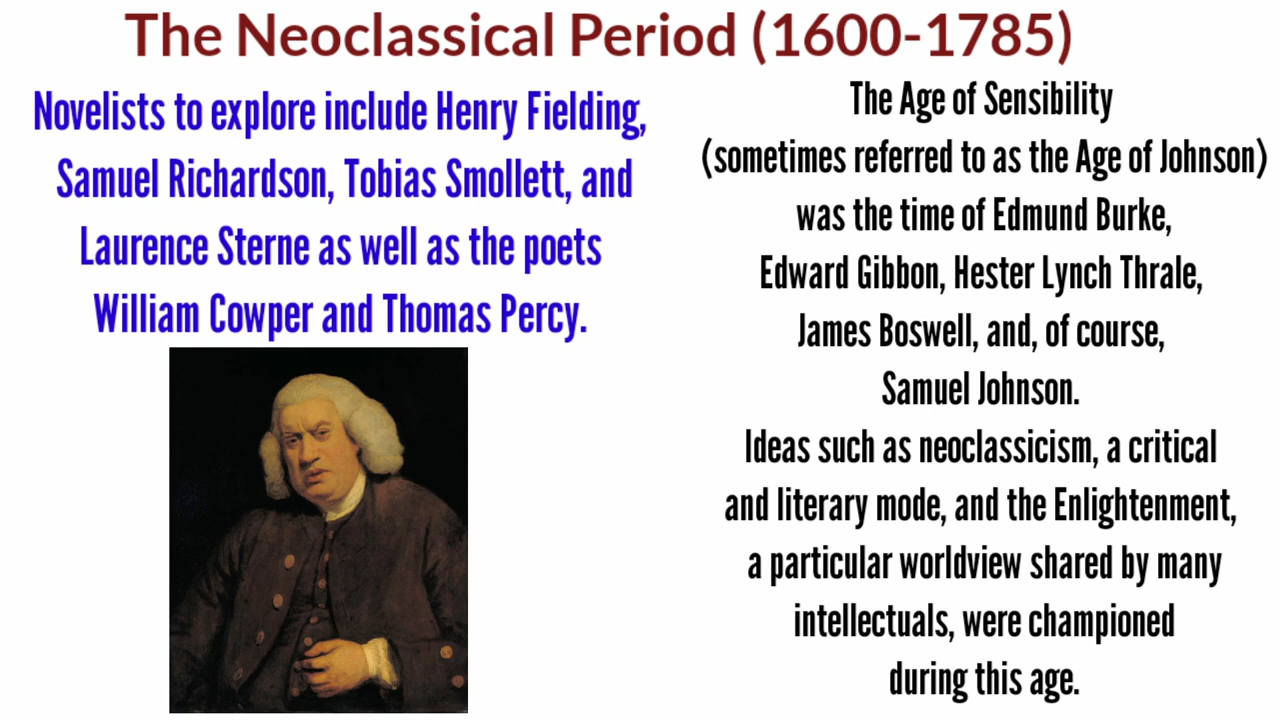 The Neoclassical Period (1600-1785)
Novelists to explore include Henry Fielding,
Samuel Richardson, Tobias Smollett, and
Laurence Sterne as well as the poets
William Cowper and Thomas Percy.
The Age of Sensibility
(sometimes referred to as the Age of Johnson)
was the time of Edmund Burke,
Edward Gibbon, Hester Lynch Thrale,
James Boswell, and, of course,
Samuel Johnson.
Ideas such as neoclassicism, a critical
and literary mode, and the Enlightenment,
a particular worldview shared by many
intellectuals, were championed
during this age.